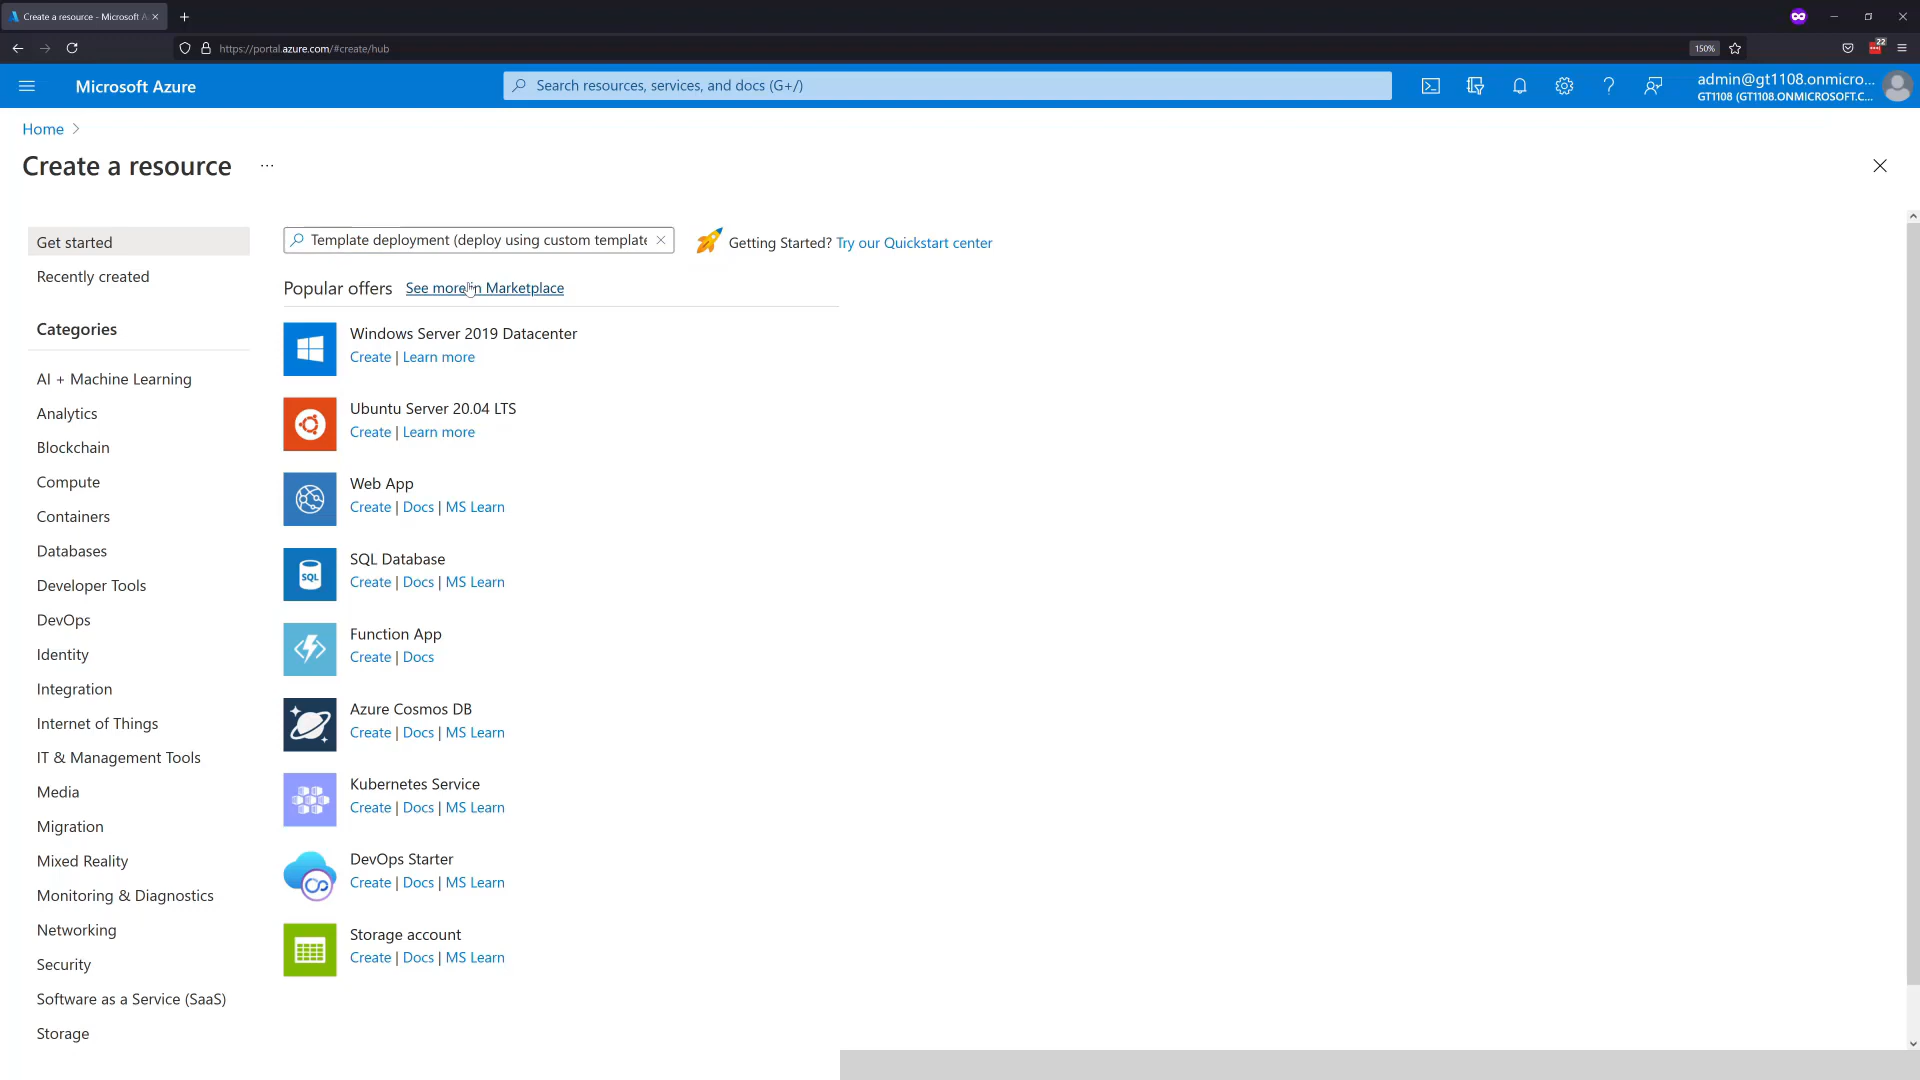 Create a resource - Microsoft A
https://portal.azure.com/#create/hub
150%
22
Microsoft Azure
Search resources, services, and docs (G+/)
admin@gt1108.onmicro...
GT1108 (GT1108.ONMICROSOFT.C...
Home
Create a resource
...
Get started
Recently created
Categories
AI + Machine Learning
Analytics
Blockchain
Compute
Containers
Databases
Developer Tools
DevOps
Identity
Integration
Internet of Things
IT & Management Tools
Media
Migration
Mixed Reality
Monitoring & Diagnostics
Networking
Security
Software as a Service (SaaS)
Storage
Template deployment (deploy using custom template
Getting Started? Try our Quickstart center
Popular offers See more in Marketplace
Windows Server 2019 Datacenter
Create | Learn more
Ubuntu Server 20.04 LTS
Create | Learn more
Web App
Create | Docs | MS Learn
SQL
SQL Database
Create | Docs | MS Learn
Function App
Create | Docs
Azure Cosmos DB
Create | Docs | MS Learn
Kubernetes Service
Create | Docs | MS Learn
DevOps Starter
Create | Docs | MS Learn
Storage account
Create | Docs | MS Learn